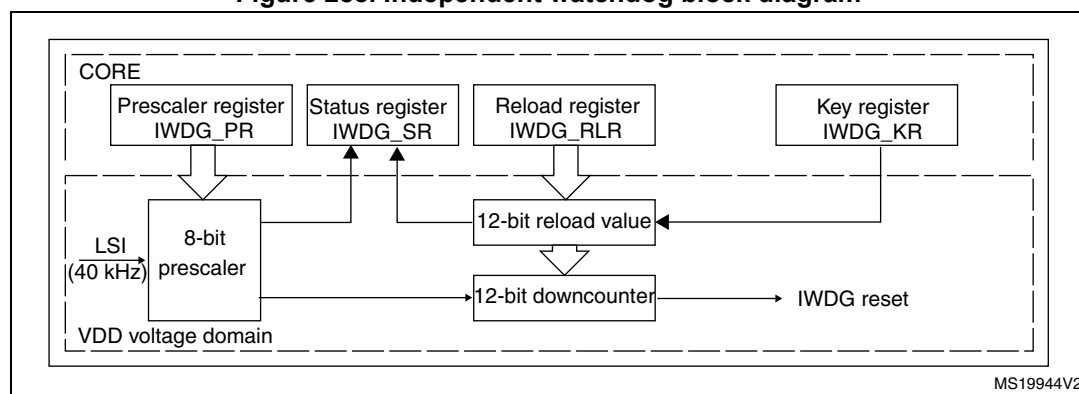 Figure Independent watchdog block diagram
CORE
Prescaler register
IWDG_PR
Status register
IWDG_SR
Reload register
IWDG_RLR
Key register
IWDG_KR
LSI
(40 kHz)
8-bit
prescaler
12-bit reload value
12-bit downcounter
IWDG reset
VDD voltage domain
MS19944V2